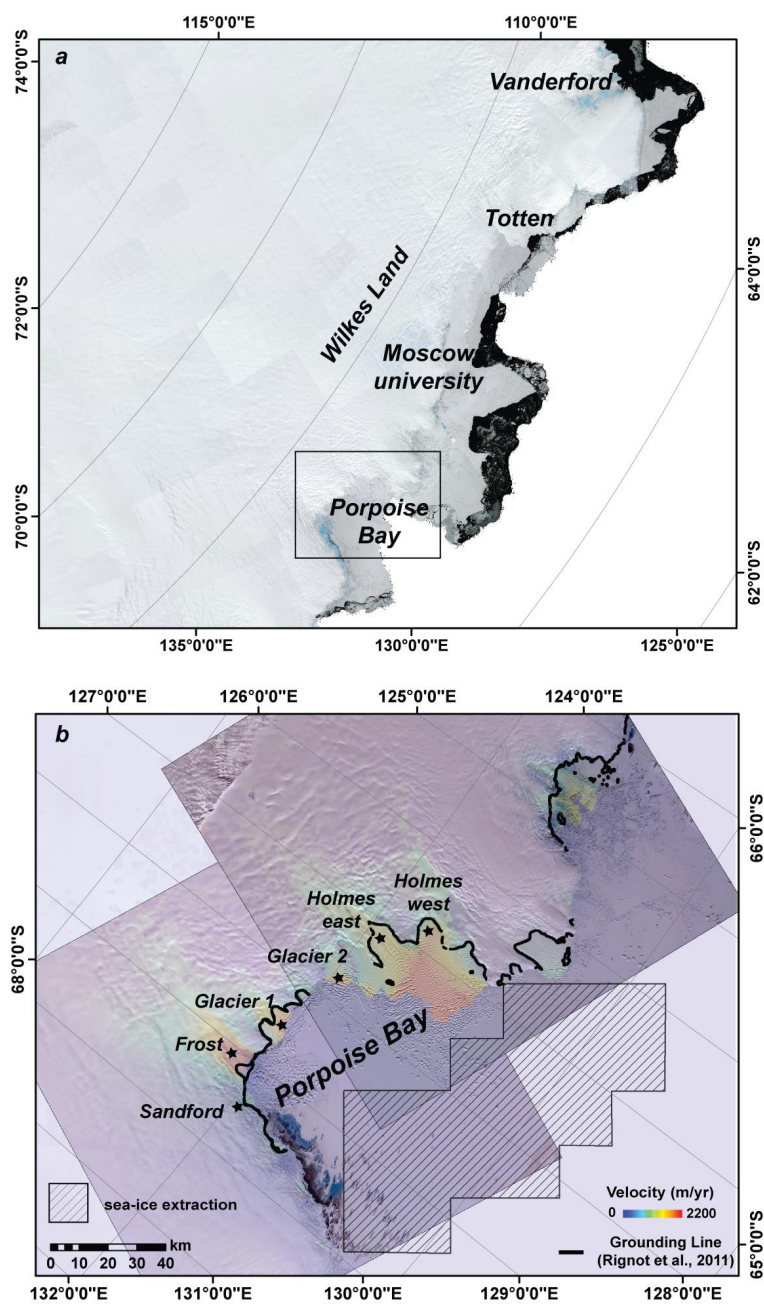 115°0'0"E
110°0'0"E
a
74°0'0"S
Vanderford
Totten
64°0'0"S
72°0'0"S
Wilkes Land
Moscow
university
70°0'0"S
Porpoise
Bay
62°0'0"S
135°0'0"E
130°0'0"E
125°0'0"E
127°0'0"E
126°0'0"E
125°0'0"E
124°0'0"E
b
66°0'0"S
Holmes
west
Holmes
east
Glacier 2
68°0'0"S
Glacier 1
Frost
Porpoise Bay
Sandford
sea-ice extraction
Velocity (m/yr)
0 2200
km
0 10 20 30 40
Grounding Line
(Rignot et al., 2011)
65°0'0"S
132°0'0"E
131°0'0"E
130°0'0"E
129°0'0"E
128°0'0"E